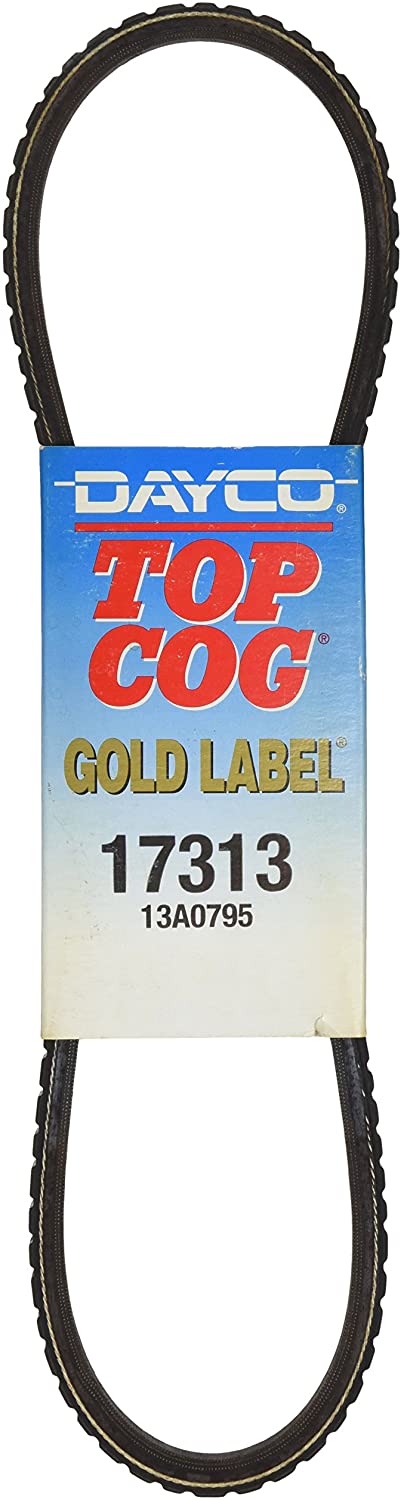 DAYCO®
TOP
COG®
GOLD LABEL®
17313
13A0795